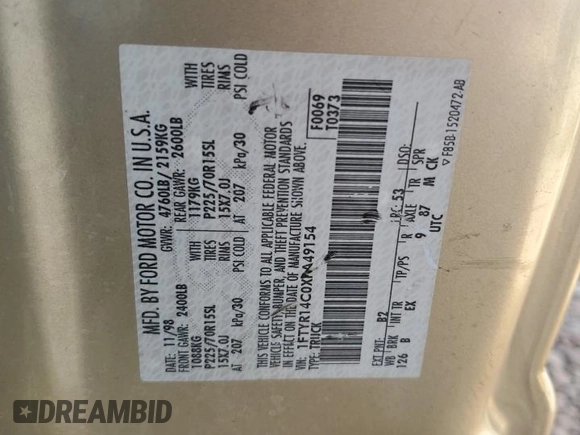 MFD. BY FORD MOTOR CO. IN U.S.A.
DATE: 11/98 GVWR: 4760LB/ 2159KG
FRONT GAWR: 2400LB REAR GAWR: 2600LB
1088KG 1179KG WITH
P225/70R15SL P225/70R15SL TIRES
15X7.0J 15X7.0J RIMS
AT 207 kPa/30 AT 207 kPa/30 PSI COLD
WITH
TIRES
RIMS
PSI COLD
THIS VEHICLE CONFORMS TO ALL APPLICABLE FEDERAL MOTOR
VEHICLE SAFETY, BUMPER, AND THEFT PREVENTION STANDARDS
IN EFFECT ON THE DATE OF MANUFACTURE SHOWN ABOVE.
VIN:
TYPE: TRUCK
F0069
T0373
EXT PNT: B2 RC: 53 DSO:
WB BRK INT TR TP/PS R AXLE TR SPR
126 B EX 9 87 M CK
UTC
▽F85B-1520472-AB
DREAMBID